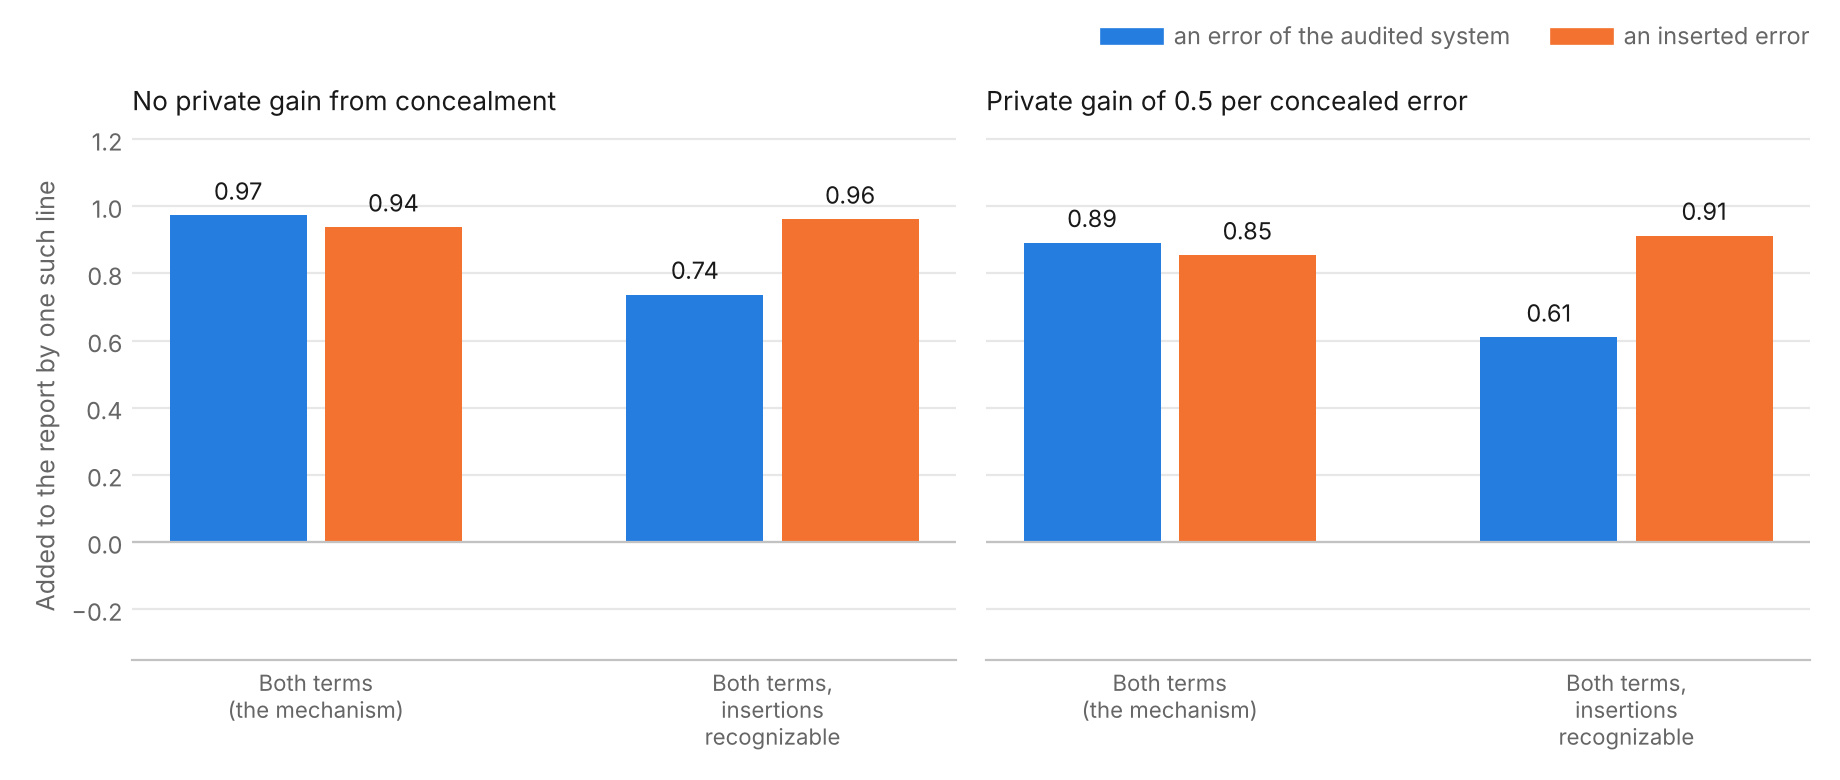 an error of the audited system
an inserted error
No private gain from concealment
Private gain of 0.5 per concealed error
Added to the report by one such line
1.2
1.0
0.8
0.6
0.4
0.2
0.0
−0.2
0.97
0.94
0.74
0.96
0.89
0.85
0.61
0.91
Both terms
(the mechanism)
Both terms,
insertions
recognizable
Both terms
(the mechanism)
Both terms,
insertions
recognizable